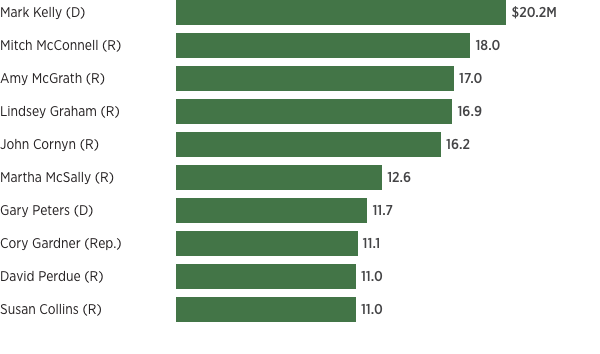 Mark Kelly (D) $20.2M
Mitch McConnell (R) 18.0
Amy McGrath (R) 17.0
Lindsey Graham (R) 16.9
John Cornyn (R) 16.2
Martha McSally (R) 12.6
Gary Peters (D) 11.7
Cory Gardner (Rep.) 11.1
David Perdue (R) 11.0
Susan Collins (R) 11.0